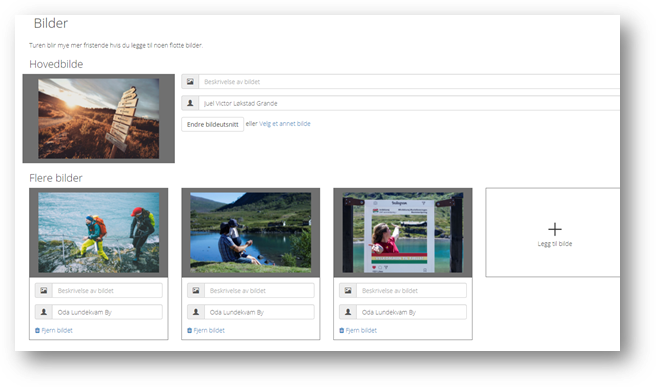 Bilder
Turen blir mye mer fristende hvis du legge til noen flotte bilder.
Hovedbilde
Beskrivelse av bildet
Juel Victor Løkstad Grande
Endre bildeutsnitt eller Velg et annet bilde
Flere bilder
Instagram
Legg til bilde
Beskrivelse av bildet
Beskrivelse av bildet
Beskrivelse av bildet
Oda Lundekvam By
Oda Lundekvam By
Oda Lundekvam By
Fjern bildet
Fjern bildet
Fjern bildet